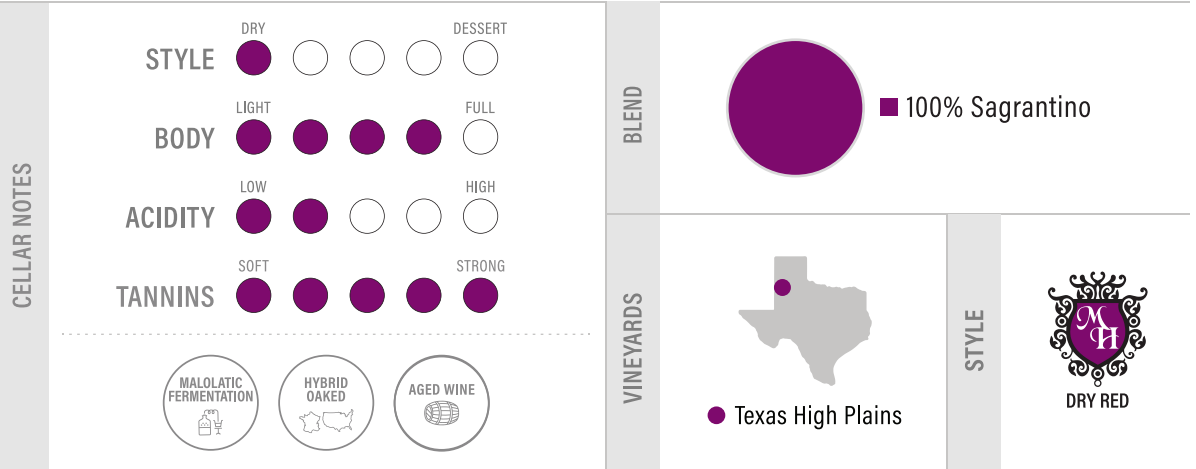 CELLAR NOTES
DRY DESSERT
STYLE
LIGHT FULL
BODY
LOW HIGH
ACIDITY
SOFT STRONG
TANNINS
MALOLATIC
FERMENTATION
HYBRID
OAKED
AGED WINE
BLEND
100% Sagrantino
VINEYARDS
Texas High Plains
STYLE
MH
DRY RED